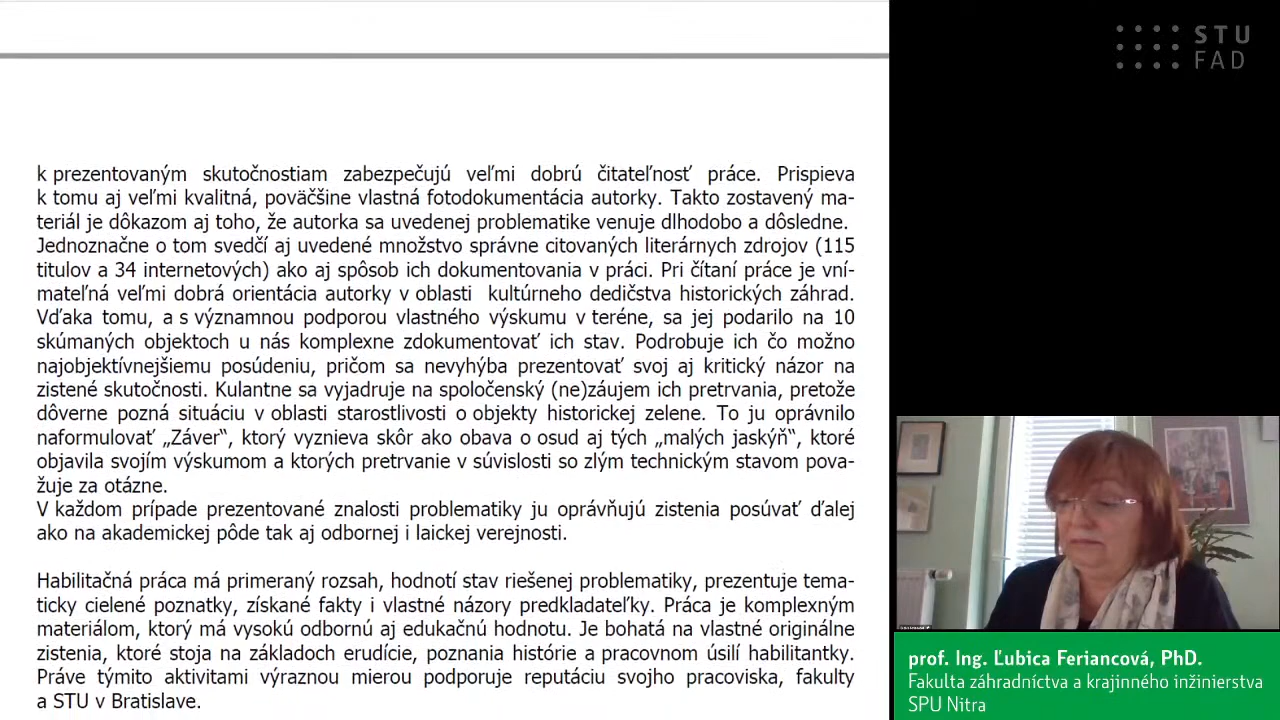 k prezentovaným skutočnostiam zabezpečujú veľmi dobrú čitateľnosť práce. Prispieva
k tomu aj veľmi kvalitná, poväčšine vlastná fotodokumentácia autorky. Takto zostavený ma-
teriál je dôkazom aj toho, že autorka sa uvedenej problematike venuje dlhodobo a dôsledne.
Jednoznačne o tom svedčí aj uvedené množstvo správne citovaných literárnych zdrojov (115
titulov a 34 internetových) ako aj spôsob ich dokumentovania v práci. Pri čítaní práce je vní-
mateľná veľmi dobrá orientácia autorky v oblasti kultúrneho dedičstva historických záhrad.
Vďaka tomu, a s významnou podporou vlastného výskumu v teréne, sa jej podarilo na 10
skúmaných objektoch u nás komplexne zdokumentovať ich stav. Podrobuje ich čo možno
najobjektívnejšiemu posúdeniu, pričom sa nevyhýba prezentovať svoj aj kritický názor na
zistené skutočnosti. Kulantne sa vyjadruje na spoločenský (ne)záujem ich pretrvania, pretože
dôverne pozná situáciu v oblasti starostlivosti o objekty historickej zelene. To ju oprávnilo
naformulovať „Záver“, ktorý vyznieva skôr ako obava o osud aj tých „malých jaskýň“, ktoré
objavila svojím výskumom a ktorých pretrvanie v súvislosti so zlým technickým stavom pova-
žuje za otázne.
V každom prípade prezentované znalosti problematiky ju oprávňujú zistenia posúvať ďalej
ako na akademickej pôde tak aj odbornej i laickej verejnosti.
Habilitačná práca má primeraný rozsah, hodnotí stav riešenej problematiky, prezentuje tema-
ticky cielené poznatky, získané fakty i vlastné názory predkladateľky. Práca je komplexným
materiálom, ktorý má vysokú odbornú aj edukačnú hodnotu. Je bohatá na vlastné originálne
zistenia, ktoré stoja na základoch erudície, poznania histórie a pracovnom úsilí habilitantky.
Práve týmito aktivitami výraznou mierou podporuje reputáciu svojho pracoviska, fakulty
a STU v Bratislave.
STU
FAD
prof. Ing. Ľubica Feriancová, PhD.
Fakulta záhradníctva a krajinného inžinierstva
SPU Nitra